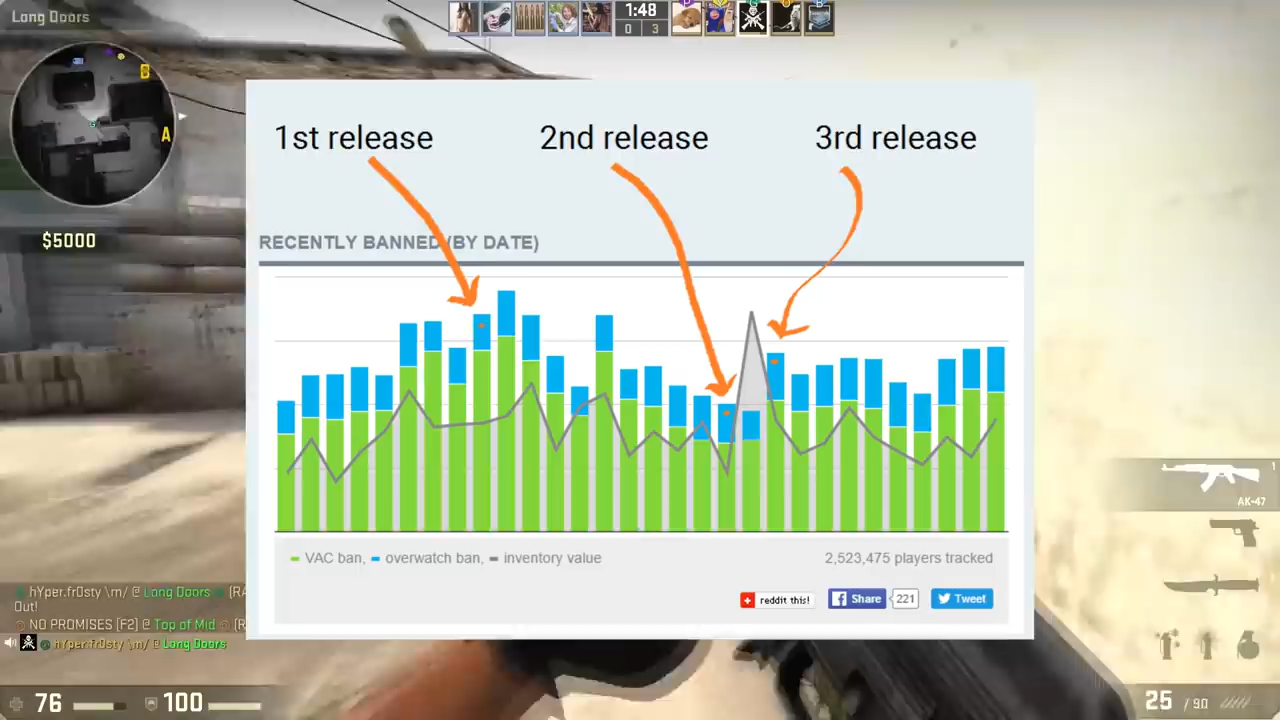 Long Doors
1:48
0 3
B
A
$5000
1st release
2nd release
3rd release
RECENTLY BANNED (BY DATE)
VAC ban, overwatch ban, inventory value
2,523,475 players tracked
reddit this!
Share
221
Tweet
1
AK-47
hYper.fr0sty \m/ @ Long Doors (RA
Out!
NO PROMISES [F2] @ Top of Mid (R
hYper.fr0sty \m/ @ Long Doors
76
100
25 / 90